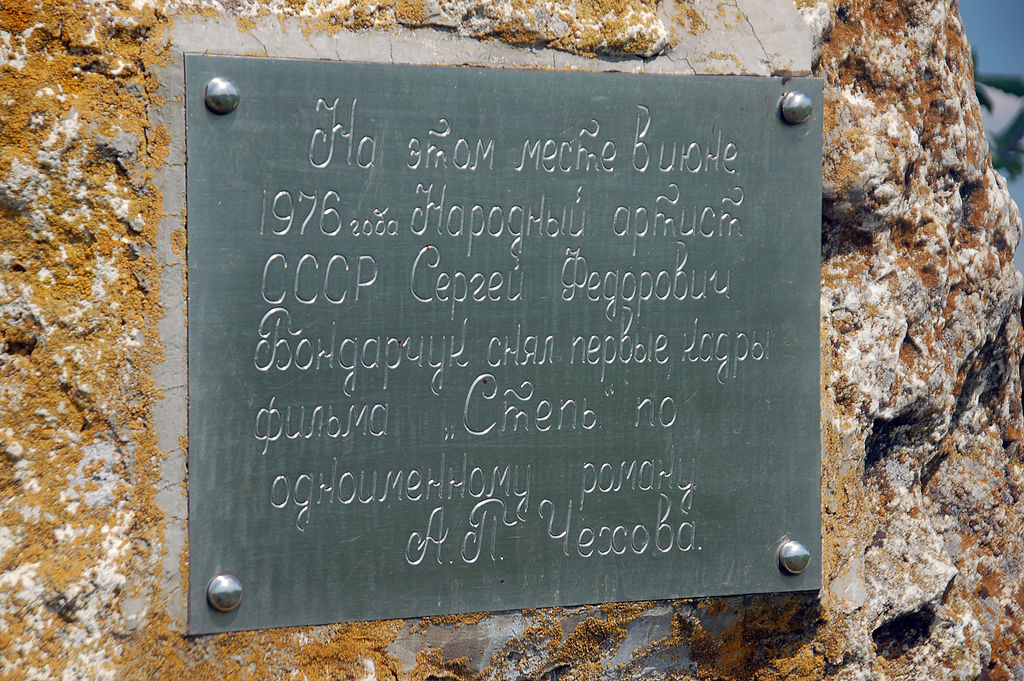 На этом месте в июне
1976 года Народный артист
СССР Сергей Федорович
Бондарчук снял первые кадры
фильма „Степь“ по
одноименному роману
А.П. Чехова.